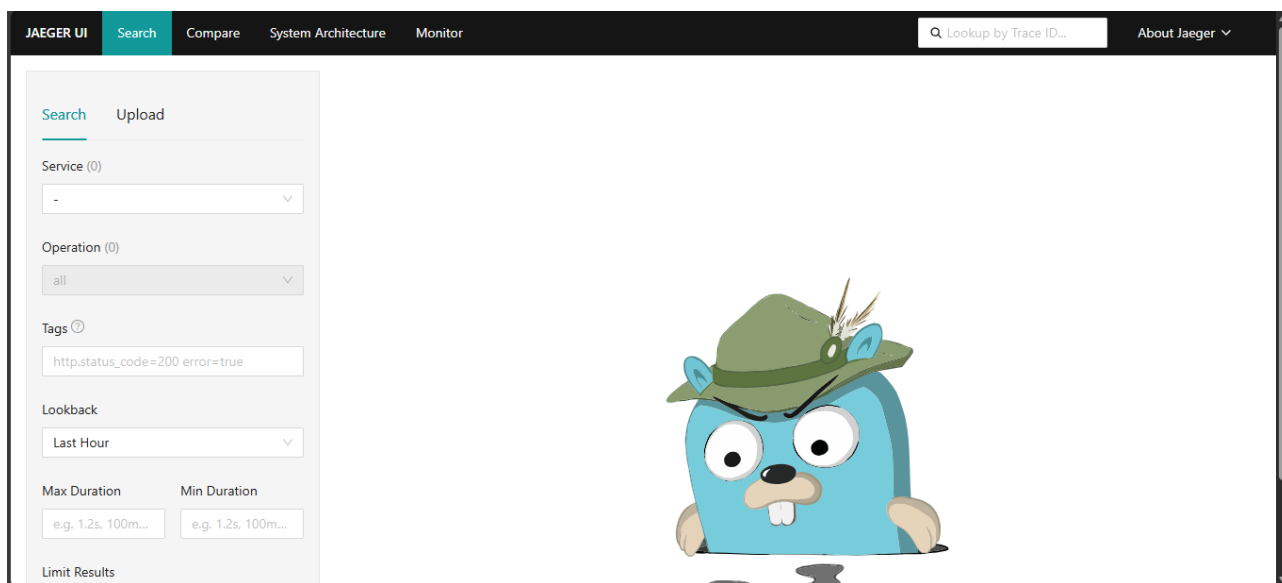 JAEGER UI Search Compare System Architecture Monitor Lookup by Trace ID... About Jaeger
Search Upload
Service (0)
-
Operation (0)
all
Tags
http.status_code=200 error=true
Lookback
Last Hour
Max Duration Min Duration
e.g. 1.2s, 100m... e.g. 1.2s, 100m...
Limit Results